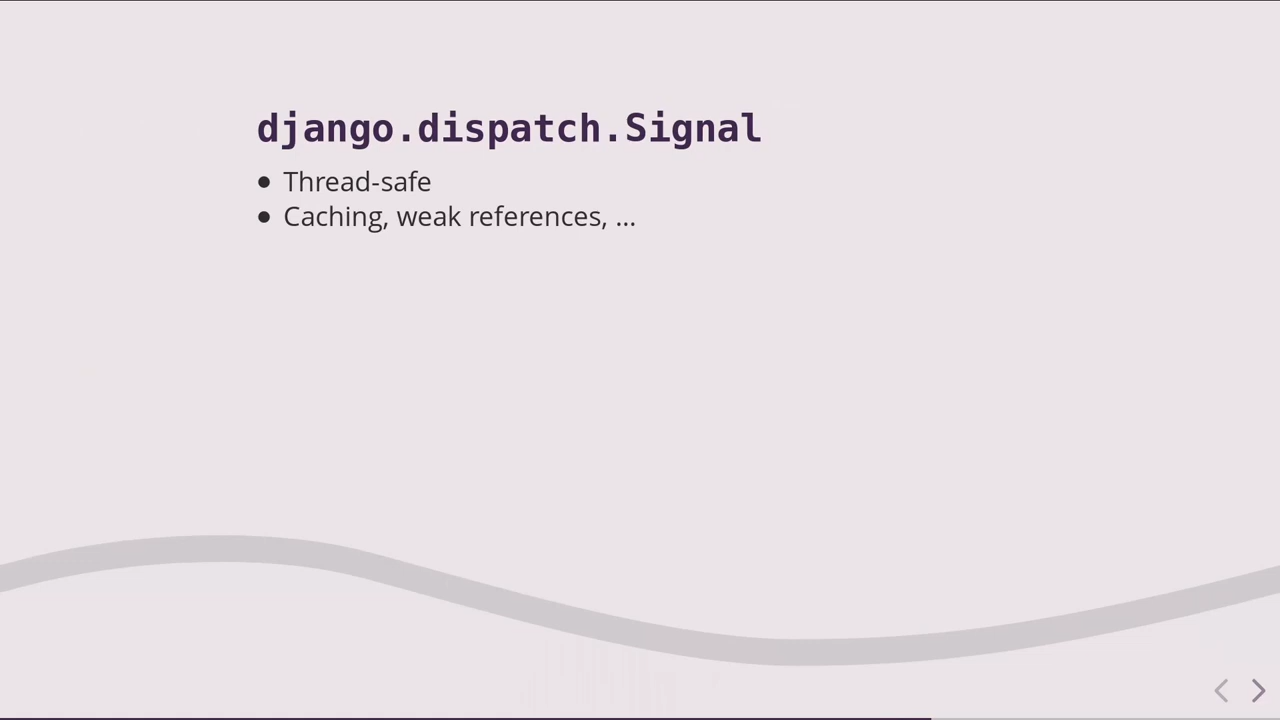 django.dispatch.Signal
● Thread-safe
● Caching, weak references, ...